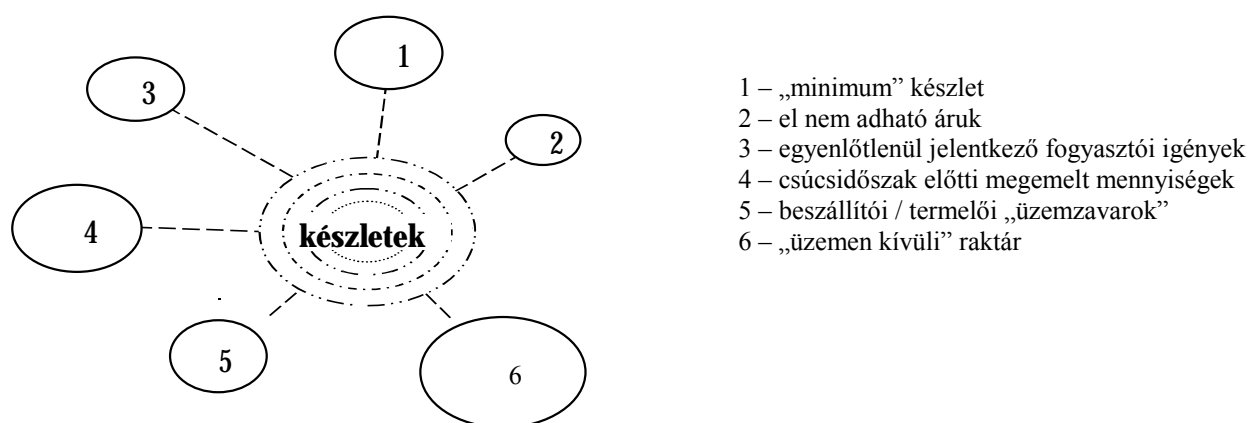 1
3
2
4
készletek
5
6
1 – „minimum” készlet
2 – el nem adható áruk
3 – egyenlőtlenül jelentkező fogyasztói igények
4 – csúcsidőszak előtti megemelt mennyiségek
5 – beszállítói / termelői „üzemzavarok”
6 – „üzemen kívüli” raktár